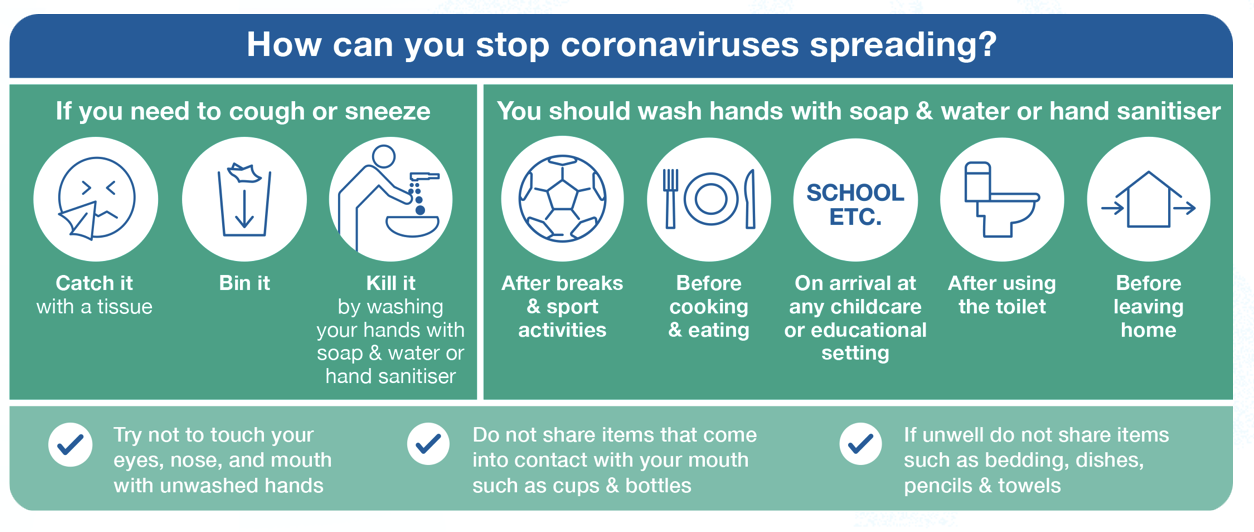 How can you stop coronaviruses spreading?
If you need to cough or sneeze
Catch it
with a tissue
Bin it
Kill it
by washing
your hands with
soap & water or
hand sanitiser
You should wash hands with soap & water or hand sanitiser
After breaks
& sport
activities
Before
cooking
& eating
SCHOOL
ETC.
On arrival at
any childcare
or educational
setting
After using
the toilet
Before
leaving
home
Try not to touch your
eyes, nose, and mouth
with unwashed hands
Do not share items that come
into contact with your mouth
such as cups & bottles
If unwell do not share items
such as bedding, dishes,
pencils & towels